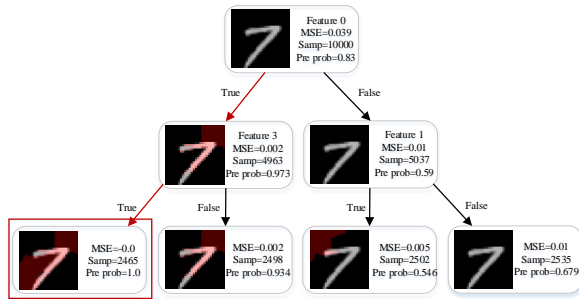 Feature 0
MSE=0.039
Samp=10000
Pre prob=0.83
True
False
Feature 3
MSE=0.002
Samp=4963
Pre prob=0.973
Feature 1
MSE=0.01
Samp=5037
Pre prob=0.59
True
False
True
False
MSE=-0.0
Samp=2465
Pre prob=1.0
MSE=0.002
Samp=2498
Pre prob=0.934
MSE=0.005
Samp=2502
Pre prob=0.546
MSE=0.01
Samp=2535
Pre prob=0.679